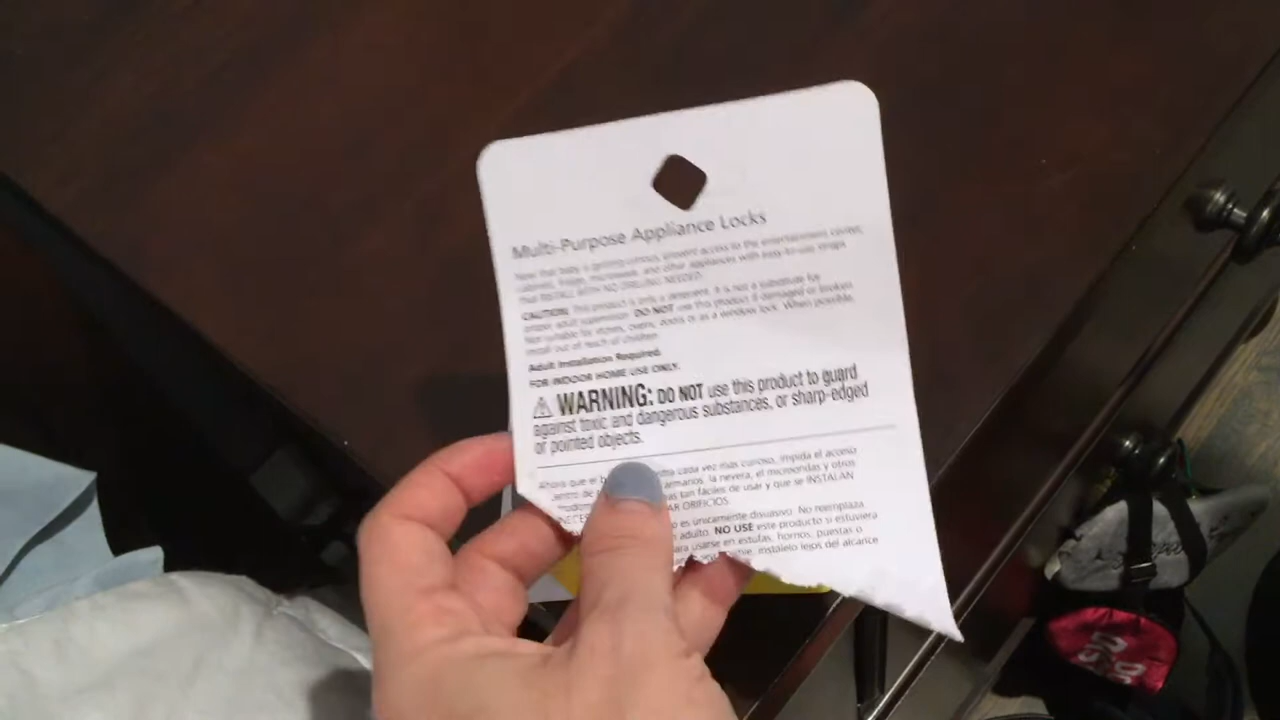 Multi-Purpose Appliance Locks
Now that baby is getting curious, prevent access to the entertainment center,
cabinets, fridge, microwave, and other appliances with easy-to-use straps
that INSTALL WITH NO DRILLING NEEDED.
CAUTION: This product is only a deterrent. It is not a substitute for
proper adult supervision. DO NOT use this product if damaged or broken.
Not suitable for stoves, ovens, doors or as a window lock. When possible,
install out of reach of children.
Adult Installation Required.
FOR INDOOR HOME USE ONLY.
WARNING: DO NOT use this product to guard
against toxic and dangerous substances, or sharp-edged
or pointed objects.
Ahora que el cada vez mas curioso, impida el acceso
armarios, la nevera, el microondas y otros
tan fáciles de usar y que se INSTALAN
ORIFICIOS.
es unicamente disuasivo. No reemplaza
adulto. NO USE este producto si estuviera
usarse en estufas, hornos, puertas o
instalelo lejos del alcance